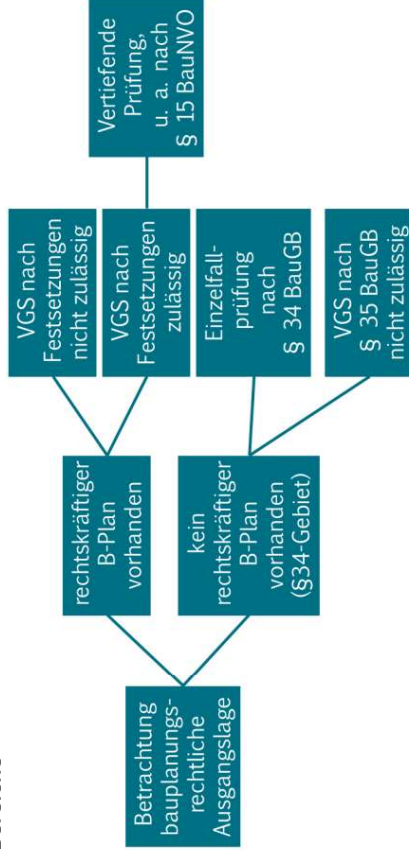 Betrachtung
bauplanungs-
rechtliche
Ausgangslage
rechtskräftiger
B-Plan
vorhanden
kein
rechtskräftiger
B-Plan
vorhanden
(§34-Gebiet)
VGS nach
Festsetzungen
nicht zulässig
VGS nach
Festsetzungen
zulässig
Einzelfall-
prüfung
nach
§ 34 BauGB
VGS nach
§ 35 BauGB
nicht zulässig
Vertiefende
Prüfung,
u. a. nach
§ 15 BauNVO